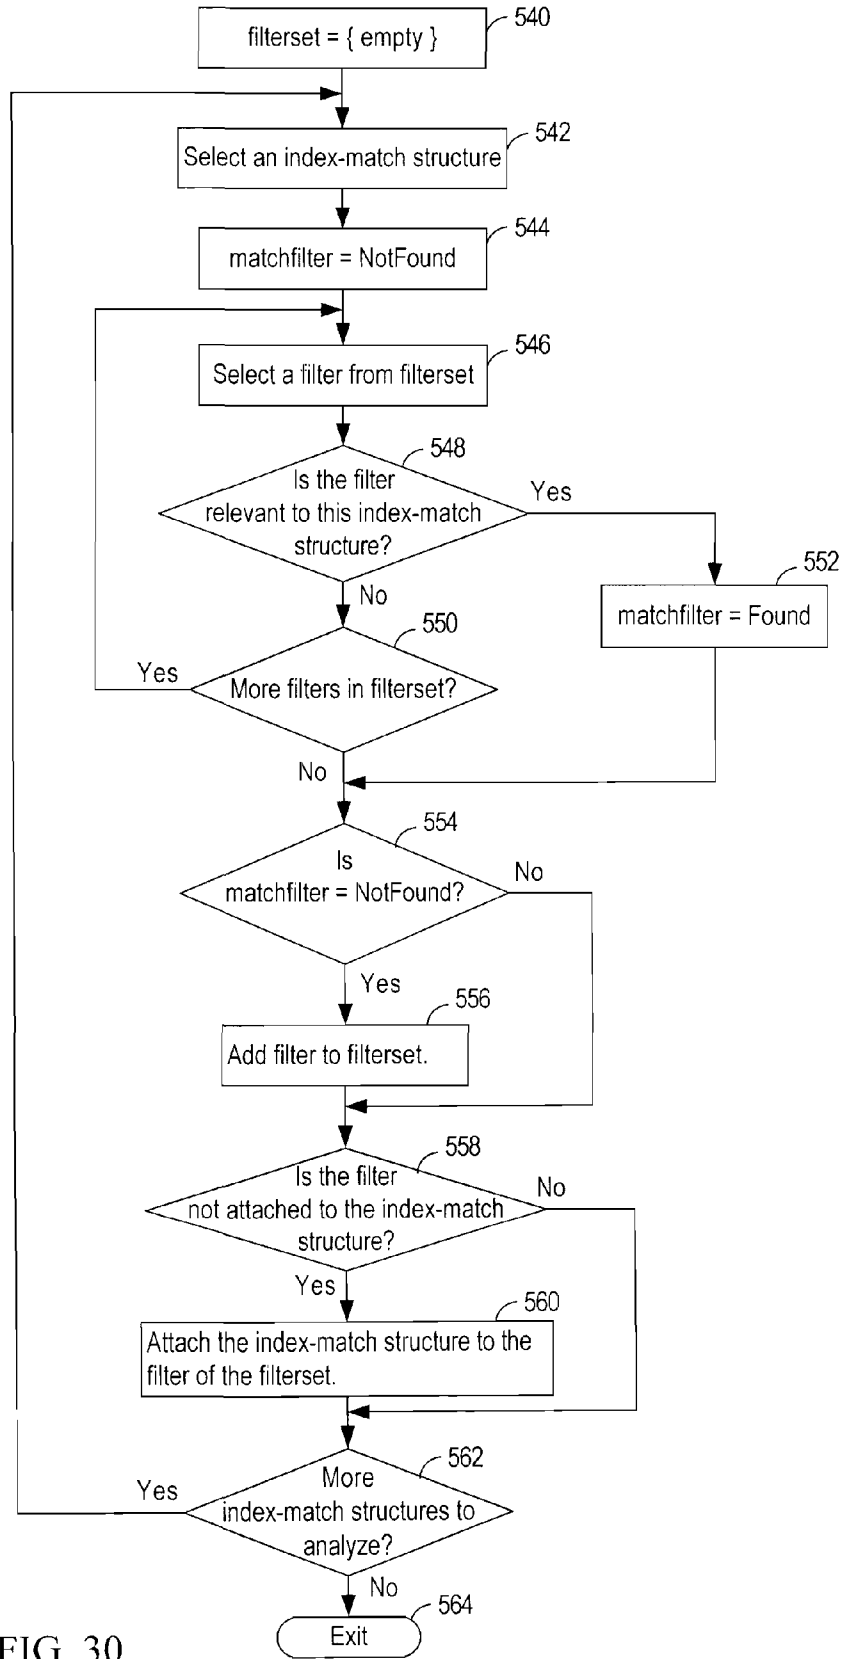 540
filterset = { empty }
542
Select an index-match structure
544
matchfilter = NotFound
546
Select a filter from filterset
548
Is the filter
relevant to this index-match
structure?
Yes
552
matchfilter = Found
No
550
More filters in filterset?
Yes
No
554
Is
matchfilter = NotFound?
No
Yes
556
Add filter to filterset.
558
Is the filter
not attached to the index-match
structure?
No
Yes
560
Attach the index-match structure to the
filter of the filterset.
562
More
index-match structures to
analyze?
Yes
No
564
Exit
FIG. 30